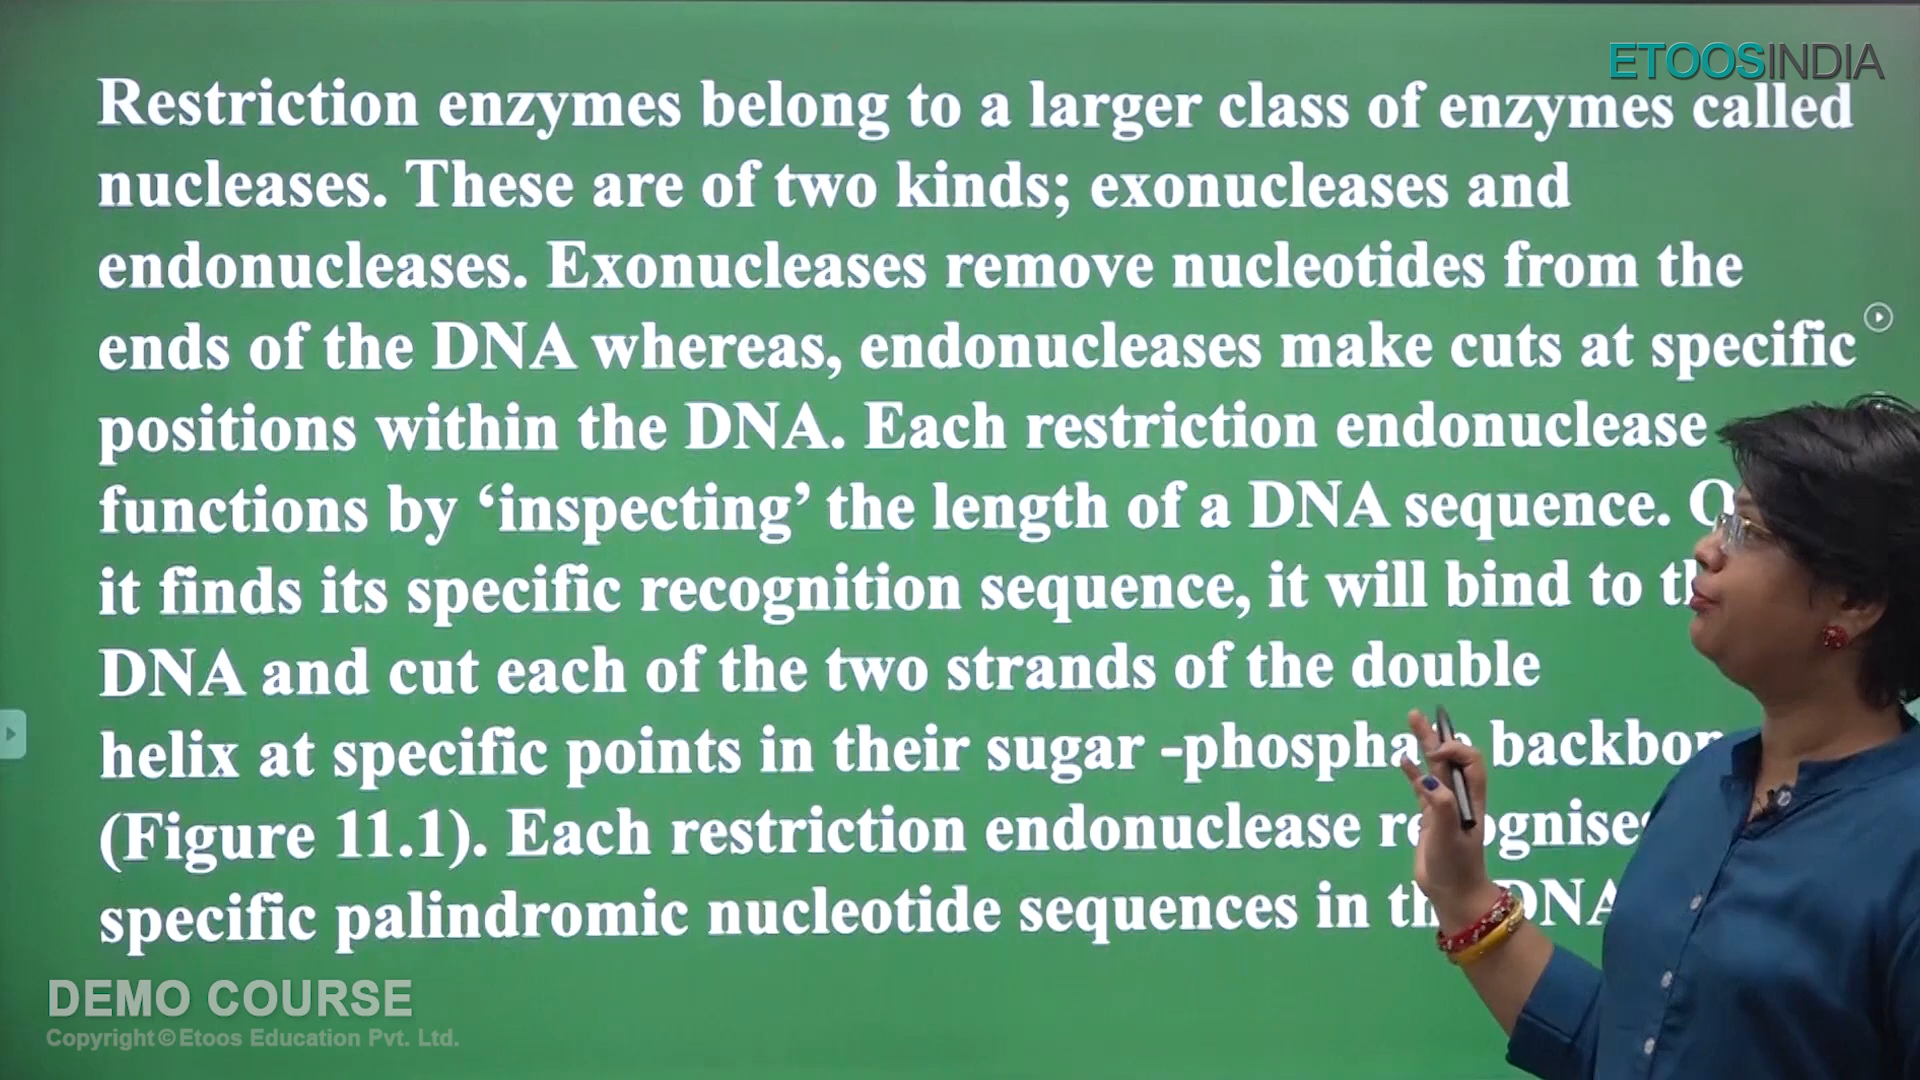 ETOOSINDIA
Restriction enzymes belong to a larger class of enzymes called
nucleases. These are of two kinds; exonucleases and
endonucleases. Exonucleases remove nucleotides from the
ends of the DNA whereas, endonucleases make cuts at specific
positions within the DNA. Each restriction endonuclease
functions by ‘inspecting’ the length of a DNA sequence.
it finds its specific recognition sequence, it will bind to
DNA and cut each of the two strands of the double
helix at specific points in their sugar -phosphate backbone
(Figure 11.1). Each restriction endonuclease recognises
specific palindromic nucleotide sequences in the DNA
DEMO COURSE
Copyright © Etoos Education Pvt. Ltd.